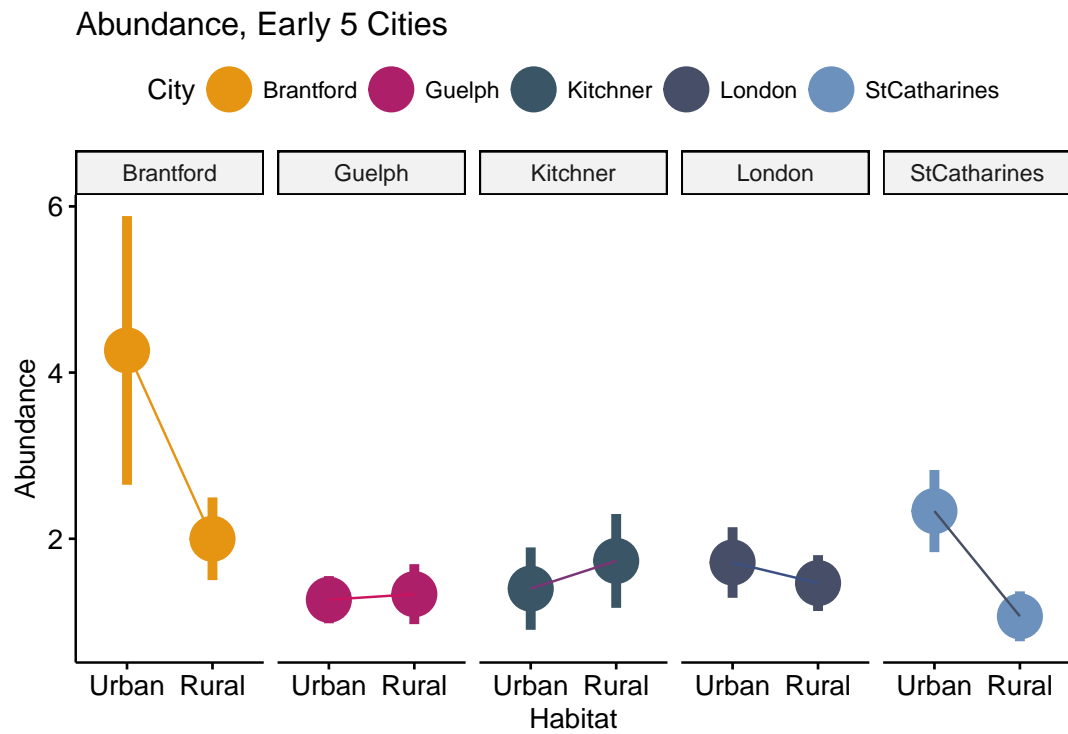 Abundance, Early 5 Cities
City Brantford Guelph Kitchner London StCatharines
Brantford Guelph Kitchner London StCatharines
6
4
2
Abundance
Urban Rural Urban Rural Urban Rural Urban Rural Urban Rural
Habitat